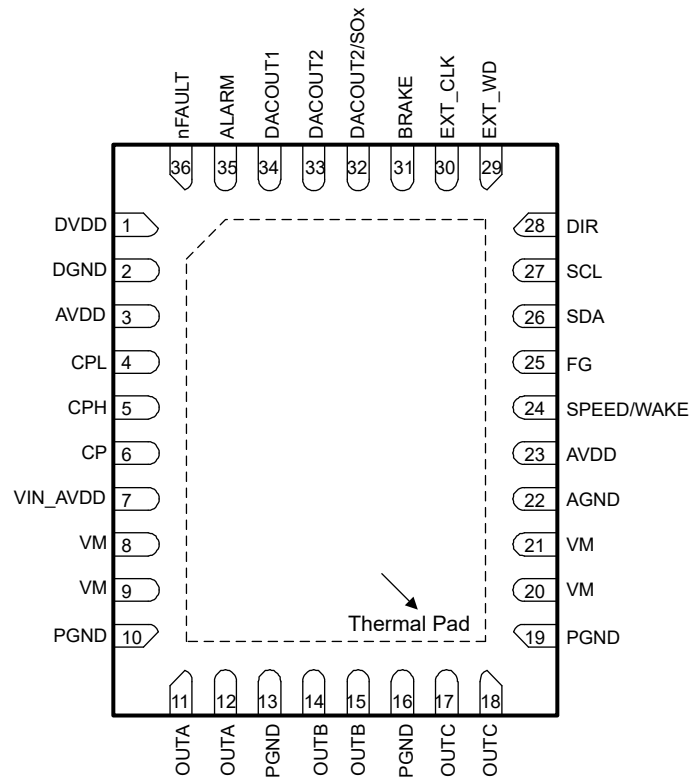 nFAULT
ALARM
DACOUT1
DACOUT2
DACOUT2/SOx
BRAKE
EXT_CLK
EXT_WD
36
35
34
33
32
31
30
29
DVDD 1
DGND 2
AVDD 3
CPL 4
CPH 5
CP 6
VIN_AVDD 7
VM 8
VM 9
PGND 10
28 DIR
27 SCL
26 SDA
25 FG
24 SPEED/WAKE
23 AVDD
22 AGND
21 VM
20 VM
19 PGND
Thermal Pad
11
12
13
14
15
16
17
18
OUTA
OUTA
PGND
OUTB
OUTB
PGND
OUTC
OUTC